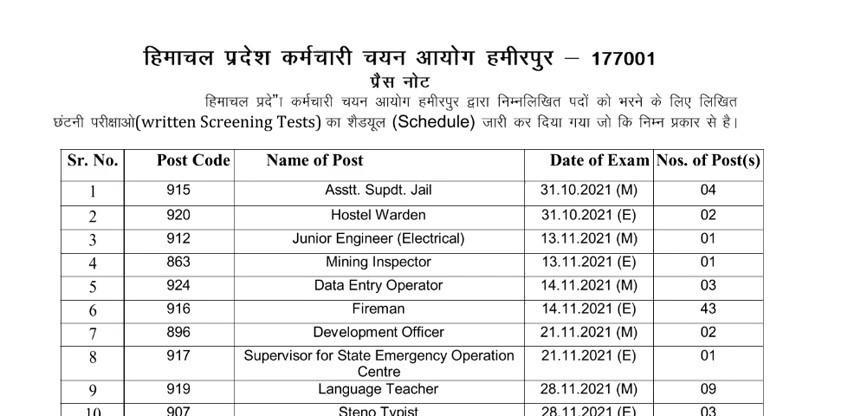 हिमाचल प्रदेश कर्मचारी चयन आयोग हमीरपुर – 177001
प्रैस नोट
हिमाचल प्रदे"ा कर्मचारी चयन आयोग हमीरपुर द्वारा निम्नलिखित पदों को भरने के लिए लिखित
छंटनी परीक्षाओ(written Screening Tests) का शैडयूल (Schedule) जारी कर दिया गया जो कि निम्न प्रकार से है।
Sr. No. Post Code Name of Post Date of Exam Nos. of Post(s)
1 915 Asstt. Supdt. Jail 31.10.2021 (M) 04
2 920 Hostel Warden 31.10.2021 (E) 02
3 912 Junior Engineer (Electrical) 13.11.2021 (M) 01
4 863 Mining Inspector 13.11.2021 (E) 01
5 924 Data Entry Operator 14.11.2021 (M) 03
6 916 Fireman 14.11.2021 (E) 43
7 896 Development Officer 21.11.2021 (M) 02
8 917 Supervisor for State Emergency Operation 21.11.2021 (E) 01
Centre
9 919 Language Teacher 28.11.2021 (M) 09
10 907 Steno Typist 28.11.2021 (E) 03